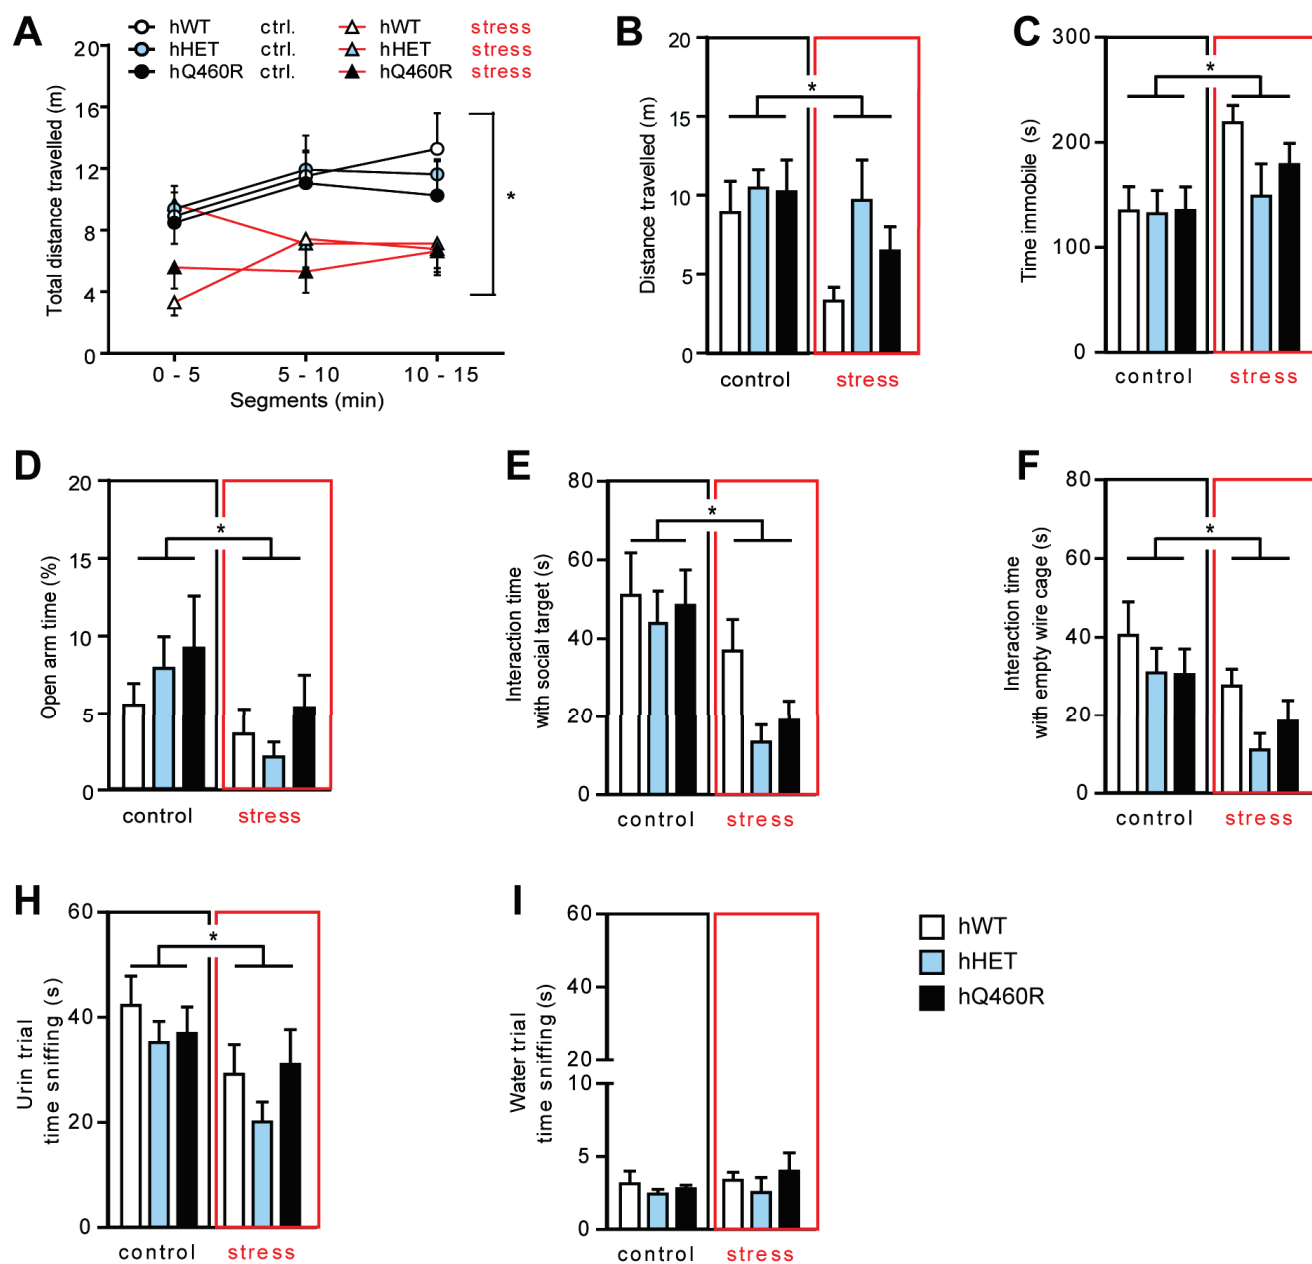 A
hWT ctrl. hWT stress
hHET ctrl. hHET stress
hQ460R ctrl. hQ460R stress
Total distance travelled (m)
20
16
12
8
4
0
*
0 - 5 5 - 10 10 - 15
Segments (min)
B
Distance travelled (m)
20
15
10
5
0
*
control stress
C
Time immobile (s)
300
200
100
0
*
control stress
D
Open arm time (%)
20
15
10
5
0
*
control stress
E
Interaction time
with social target (s)
80
60
40
20
0
*
control stress
F
Interaction time
with empty wire cage (s)
80
60
40
20
0
*
control stress
H
Urin trial
time sniffing (s)
60
40
20
0
*
control stress
I
Water trial
time sniffing (s)
60
40
20
10
5
0
control stress
hWT
hHET
hQ460R